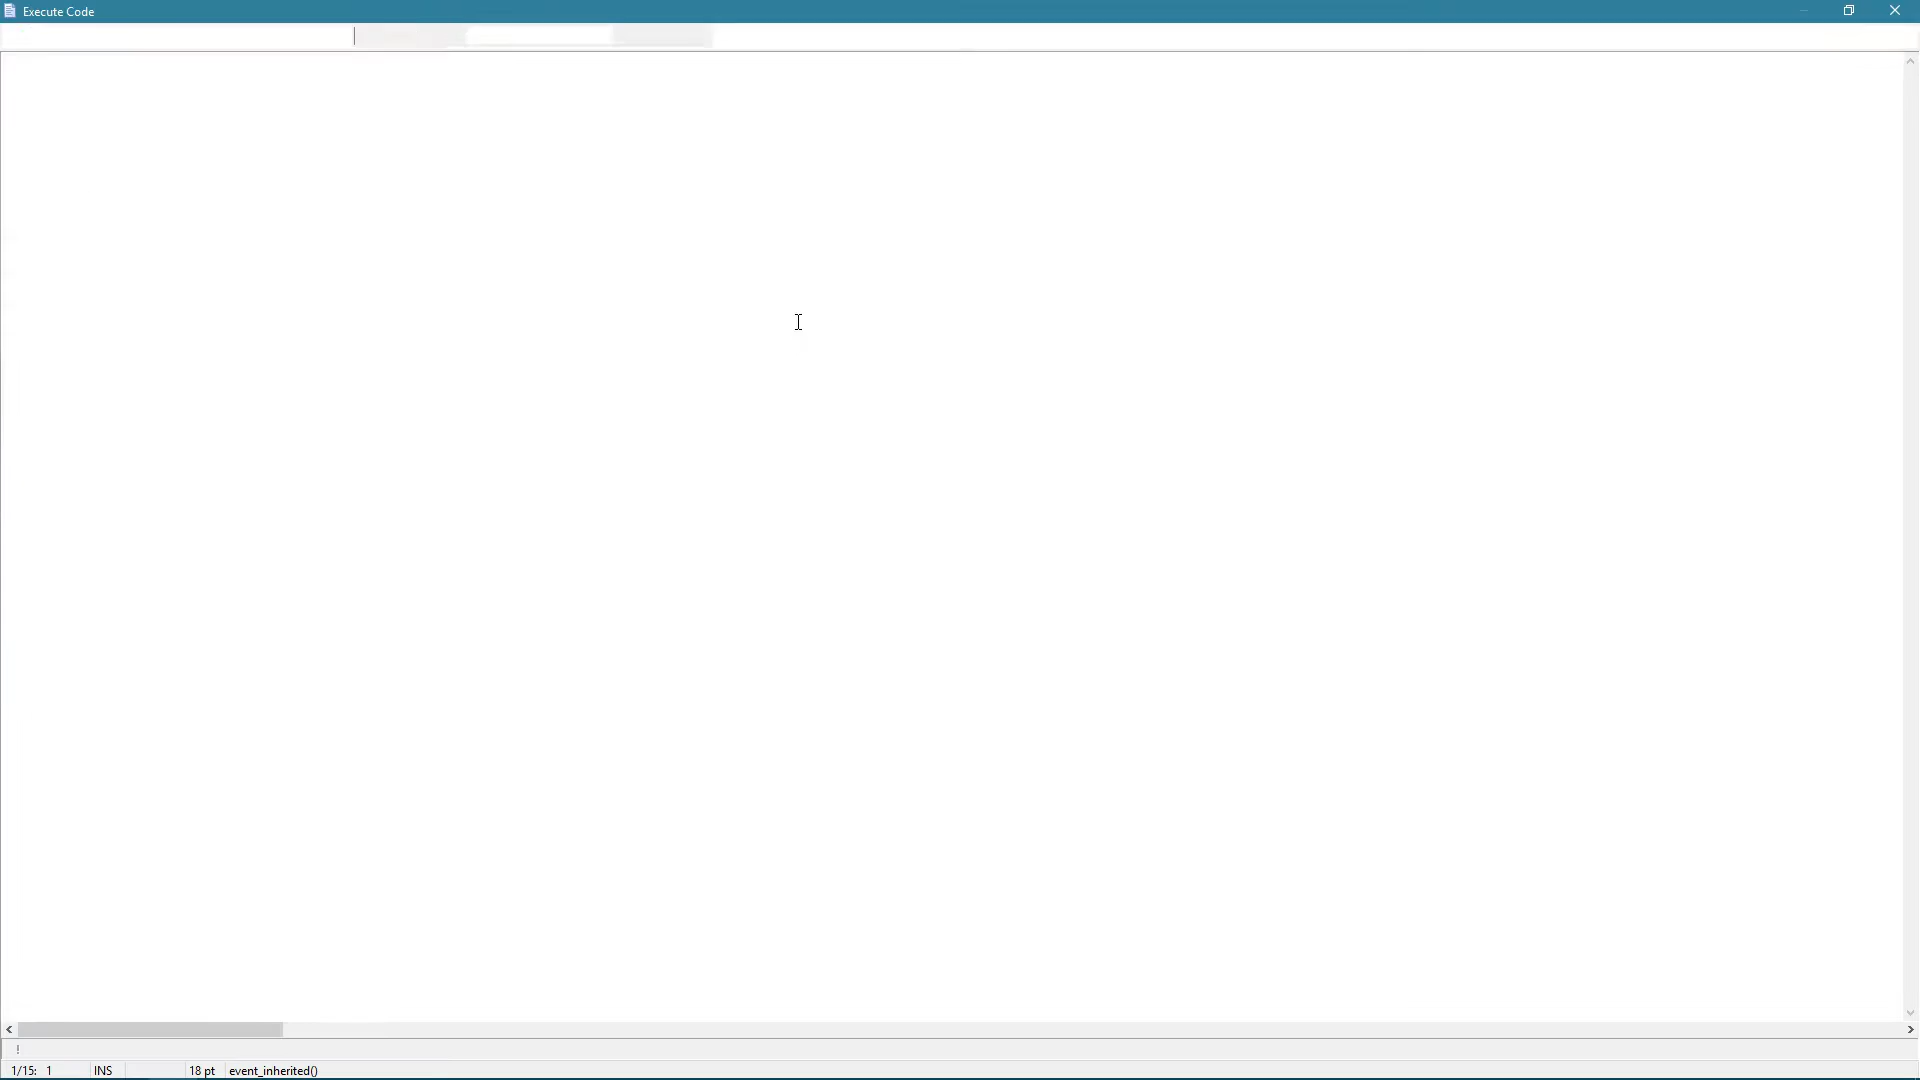 Execute Code
!
1/15: 1 INS 18 pt event_inherited()